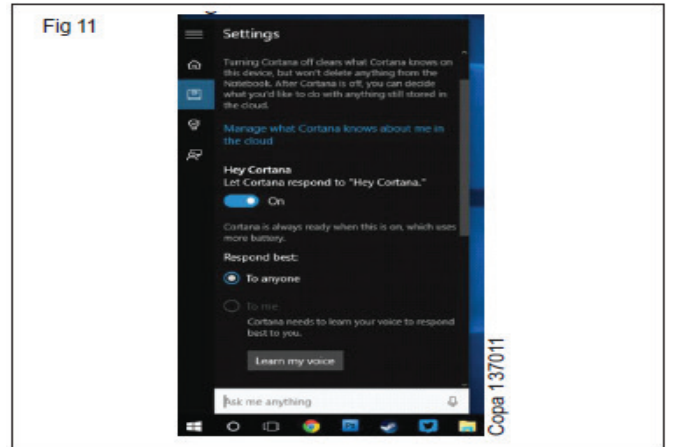 Fig 11
Settings
Turning Cortana off clears what Cortana knows on
this device, but won't delete anything from the
Notebook. After Cortana is off, you can decide
what you'd like to do with anything still stored in
the cloud.
Manage what Cortana knows about me in
the cloud
Hey Cortana
Let Cortana respond to "Hey Cortana."
On
Cortana is always ready when this is on, which uses
more battery.
Respond best:
To anyone
To me
Cortana needs to learn your voice to respond
best to you.
Learn my voice
Ask me anything
Copa 137011